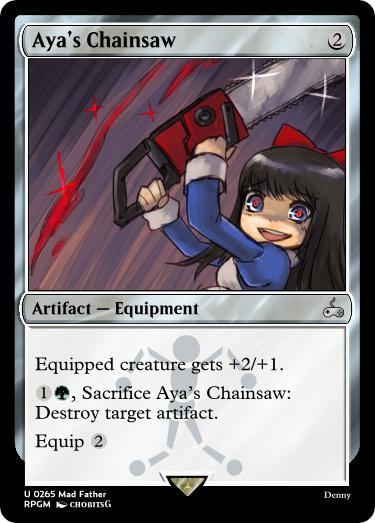 Aya's Chainsaw 2
Artifact — Equipment
Equipped creature gets +2/+1.
1, Sacrifice Aya's Chainsaw:
Destroy target artifact.
Equip 2
U 0265 Mad Father
RPGM CHOBITSG
Denny